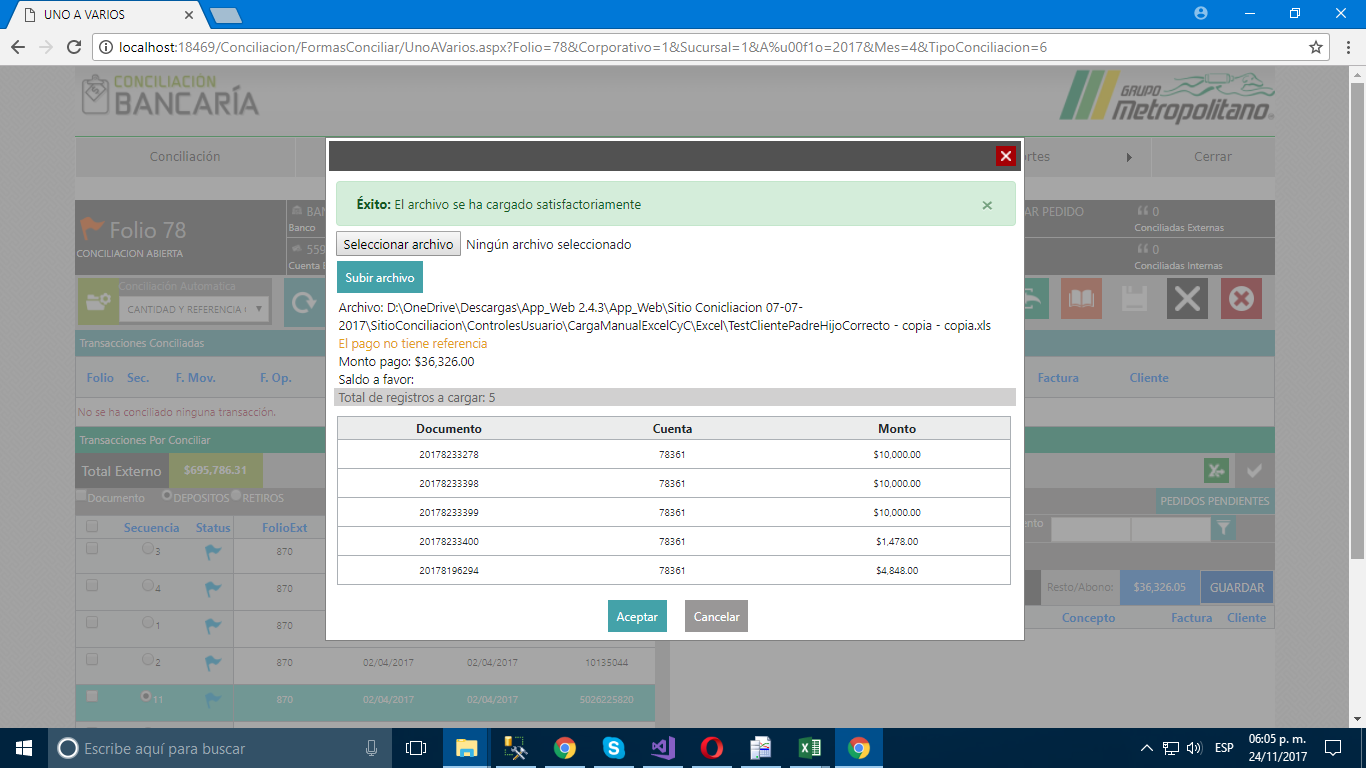 UNO A VARIOS
localhost:18469/Conciliacion/FormasConciliar/UnoAVarios.aspx?Folio=78&Corporativo=1&Sucursal=1&A%u00f1o=2017&Mes=4&TipoConciliacion=6
CONCILIACIÓN
BANCARÍA
GRUPO
Metropolitano
Conciliación
rtes
Cerrar
Folio 78
CONCILIACION ABIERTA
BAN
Banco
559
Cuenta B
AR PEDIDO
0
Conciliadas Externas
0
Conciliadas Internas
Conciliación Automatica
CANTIDAD Y REFERENCIA
Éxito: El archivo se ha cargado satisfactoriamente
Seleccionar archivo Ningún archivo seleccionado
Subir archivo
Archivo: D:\OneDrive\Descargas\App_Web 2.4.3\App_Web\Sitio Conicliacion 07-07-
2017\SitioConciliacion\ControlesUsuario\CargaManualExcelCyC\Excel\TestClientePadreHijoCorrecto - copia - copia.xls
El pago no tiene referencia
Monto pago: $36,326.00
Saldo a favor:
Total de registros a cargar: 5
Documento Cuenta Monto
20178233278 78361 $10,000.00
20178233398 78361 $10,000.00
20178233399 78361 $10,000.00
20178233400 78361 $1,478.00
20178196294 78361 $4,848.00
Aceptar Cancelar
Transacciones Conciliadas
Folio Sec. F. Mov. F. Op. Factura Cliente
No se ha conciliado ninguna transacción.
Transacciones Por Conciliar
Total Externo $695,786.31
Documento DEPOSITOS RETIROS
PEDIDOS PENDIENTES
ento
Secuencia Status FolioExt
3 870
4 870
1 870
2 870 02/04/2017 02/04/2017 10135044
11 870 02/04/2017 02/04/2017 5026225820
Resto/Abono: $36,326.05 GUARDAR
Concepto Factura Cliente
Escribe aquí para buscar
ESP
06:05 p. m.
24/11/2017